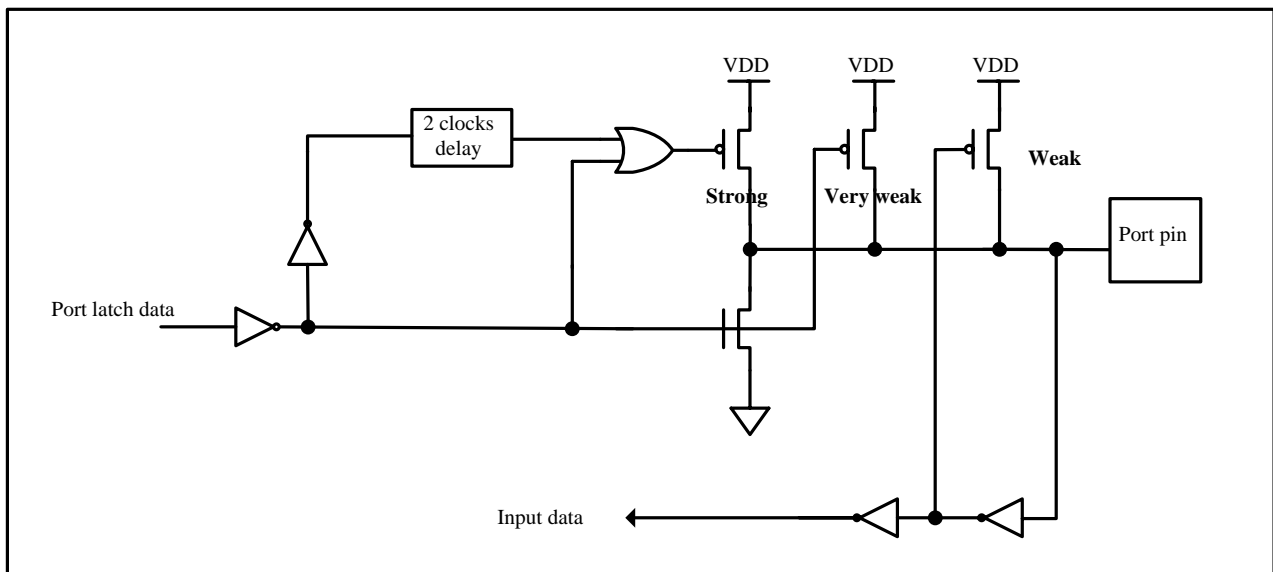 VDD
VDD
VDD
2 clocks
delay
Weak
Strong
Very weak
Port pin
Port latch data
Input data